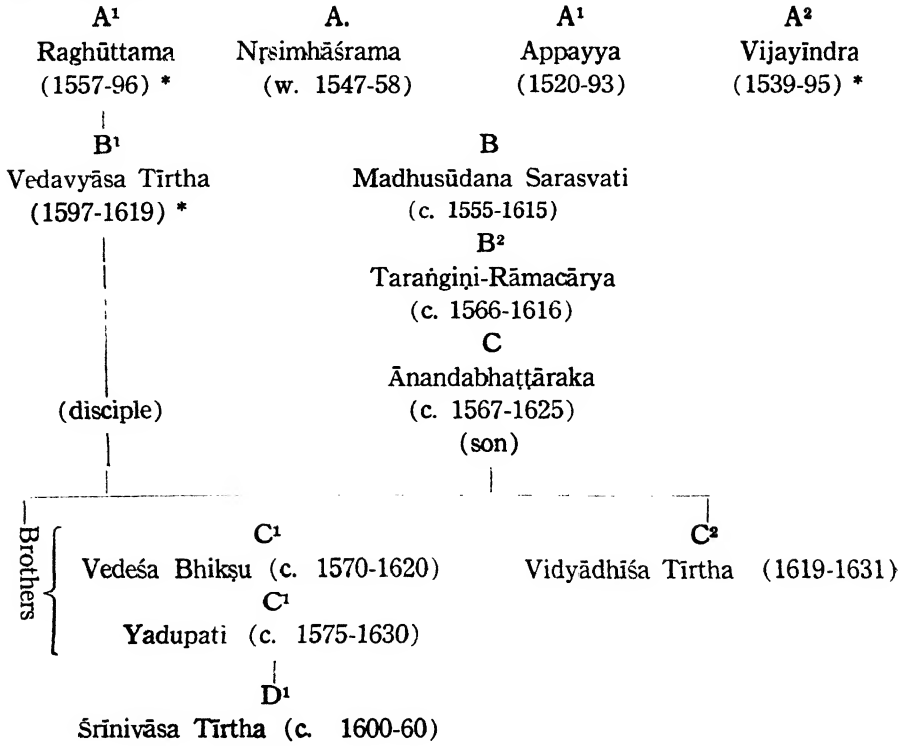 A¹ A. A¹ A²
Raghūttama Nṛsimhāśrama Appayya Vijayīndra
(1557-96) * (w. 1547-58) (1520-93) (1539-95) *
B¹ B
Vedavyāsa Tīrtha Madhusūdana Sarasvati
(1597-1619) * (c. 1555-1615)
B²
Taraṅgiṇi-Rāmacārya
(c. 1566-1616)
C
Ānandabhaṭṭāraka
(disciple) (c. 1567-1625)
(son)
Brothers
C¹ C²
Vedeśa Bhikṣu (c. 1570-1620) Vidyādhīśa Tīrtha (1619-1631)
C¹
Yadupati (c. 1575-1630)
D¹
Śrīnivāsa Tīrtha (c. 1600-60)